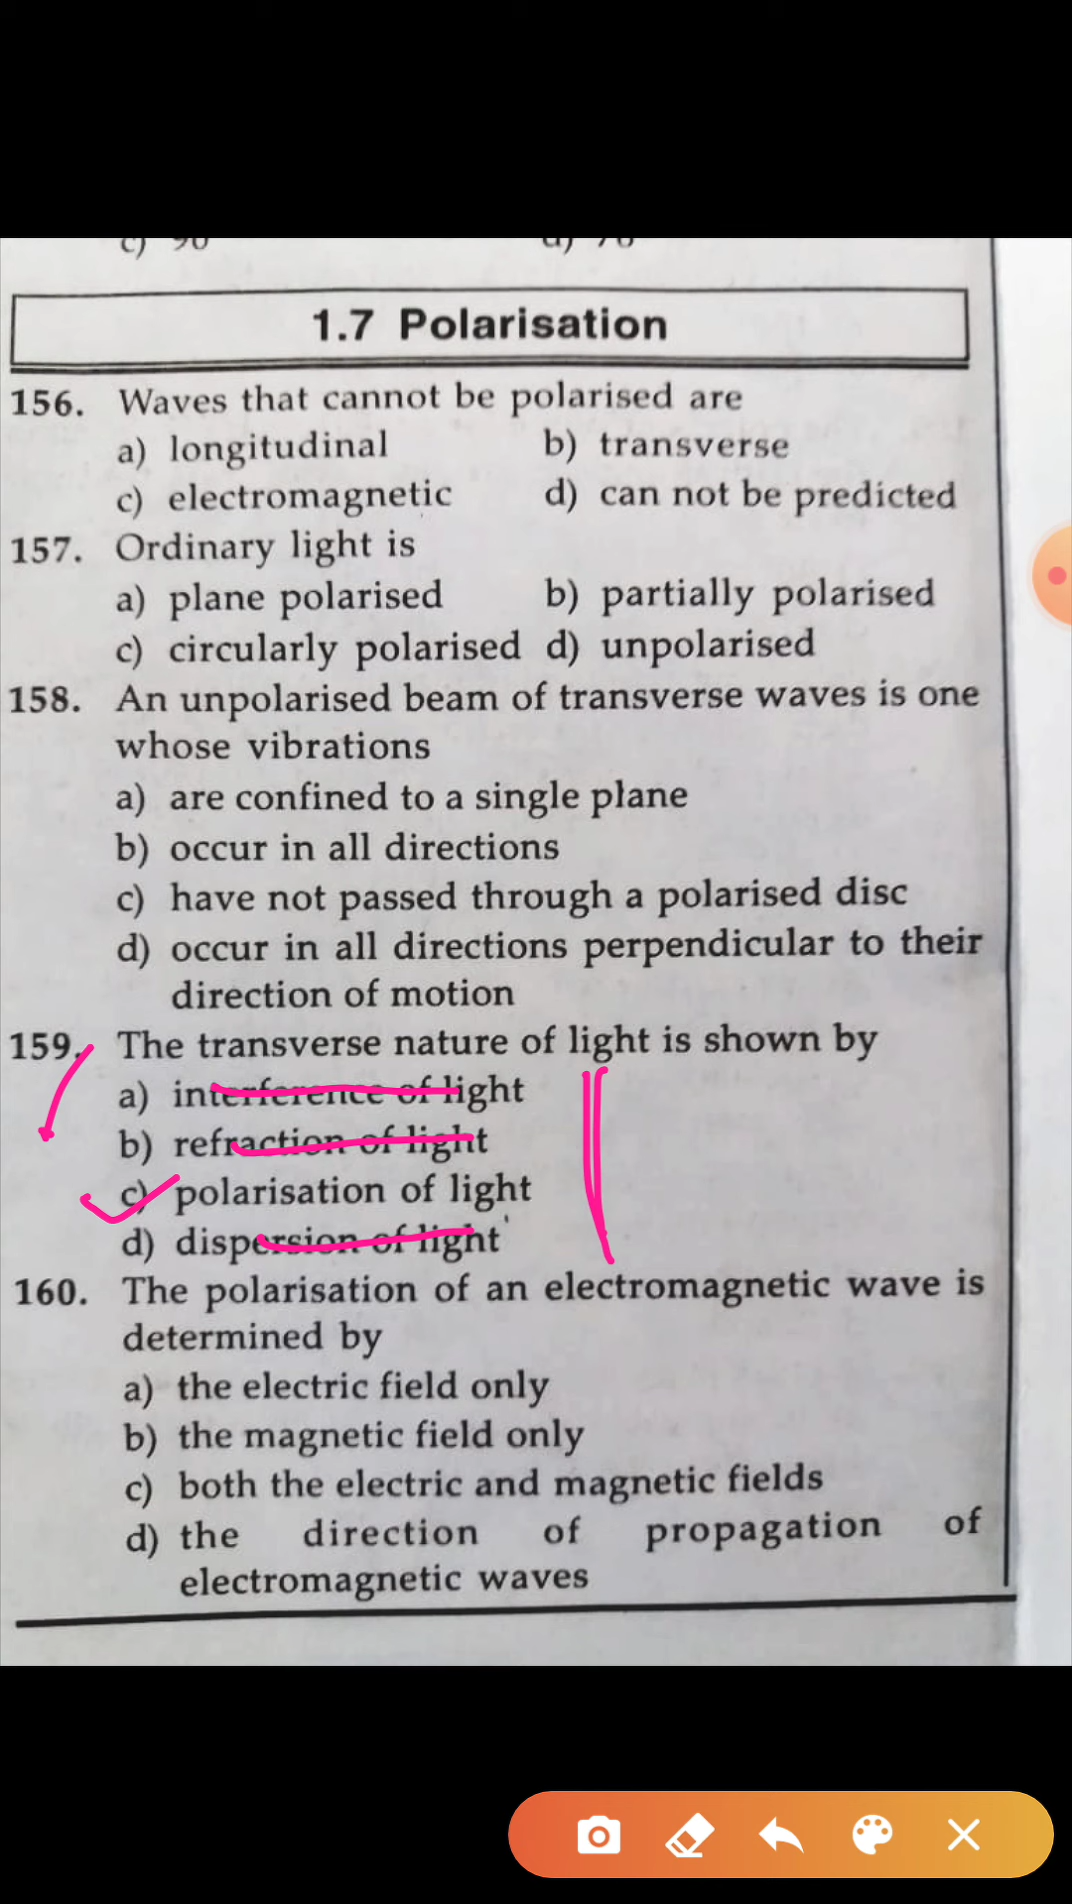 c) 90 d) 70
1.7 Polarisation
156. Waves that cannot be polarised are
a) longitudinal b) transverse
c) electromagnetic d) can not be predicted
157. Ordinary light is
a) plane polarised b) partially polarised
c) circularly polarised d) unpolarised
158. An unpolarised beam of transverse waves is one
whose vibrations
a) are confined to a single plane
b) occur in all directions
c) have not passed through a polarised disc
d) occur in all directions perpendicular to their
direction of motion
159. The transverse nature of light is shown by
a) interference of light
b) refraction of light
c) polarisation of light
d) dispersion of light
160. The polarisation of an electromagnetic wave is
determined by
a) the electric field only
b) the magnetic field only
c) both the electric and magnetic fields
d) the direction of propagation of
electromagnetic waves